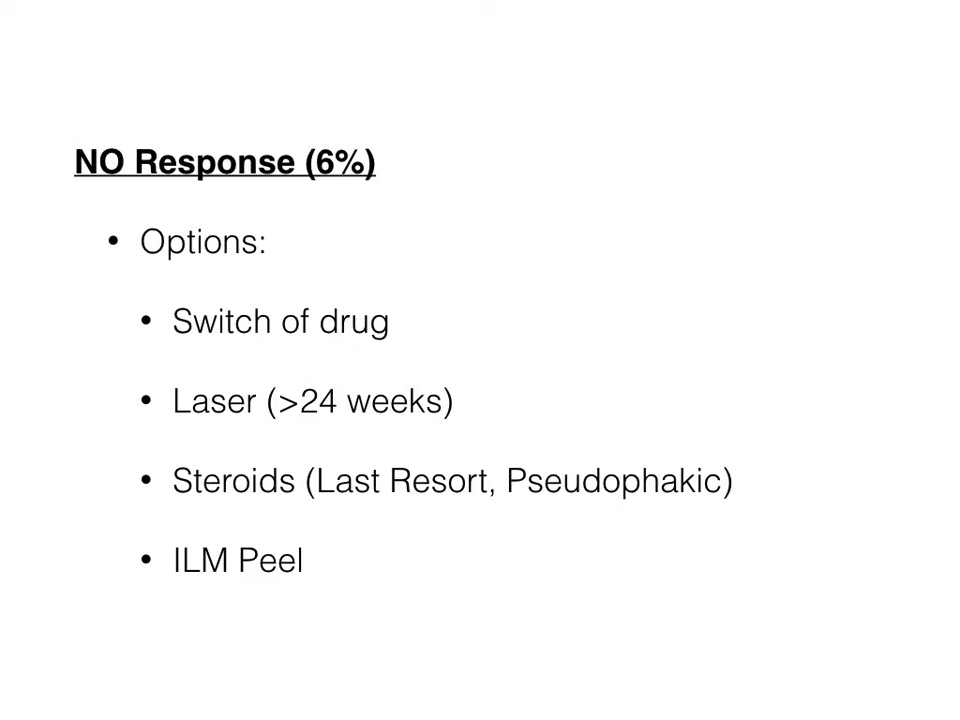 NO Response (6%)
• Options:
• Switch of drug
• Laser (>24 weeks)
• Steroids (Last Resort, Pseudophakic)
• ILM Peel